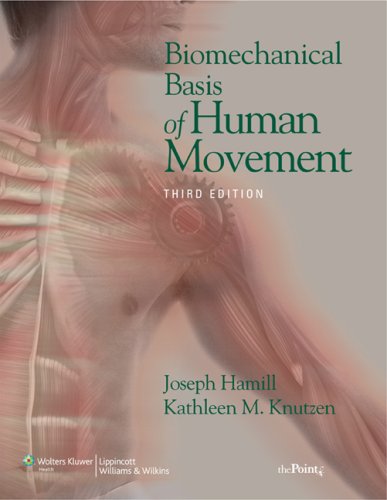 Biomechanical
Basis
of Human
Movement
THIRD EDITION
Joseph Hamill
Kathleen M. Knutzen
Wolters Kluwer
Health
Lippincott
Williams & Wilkins
thePoint